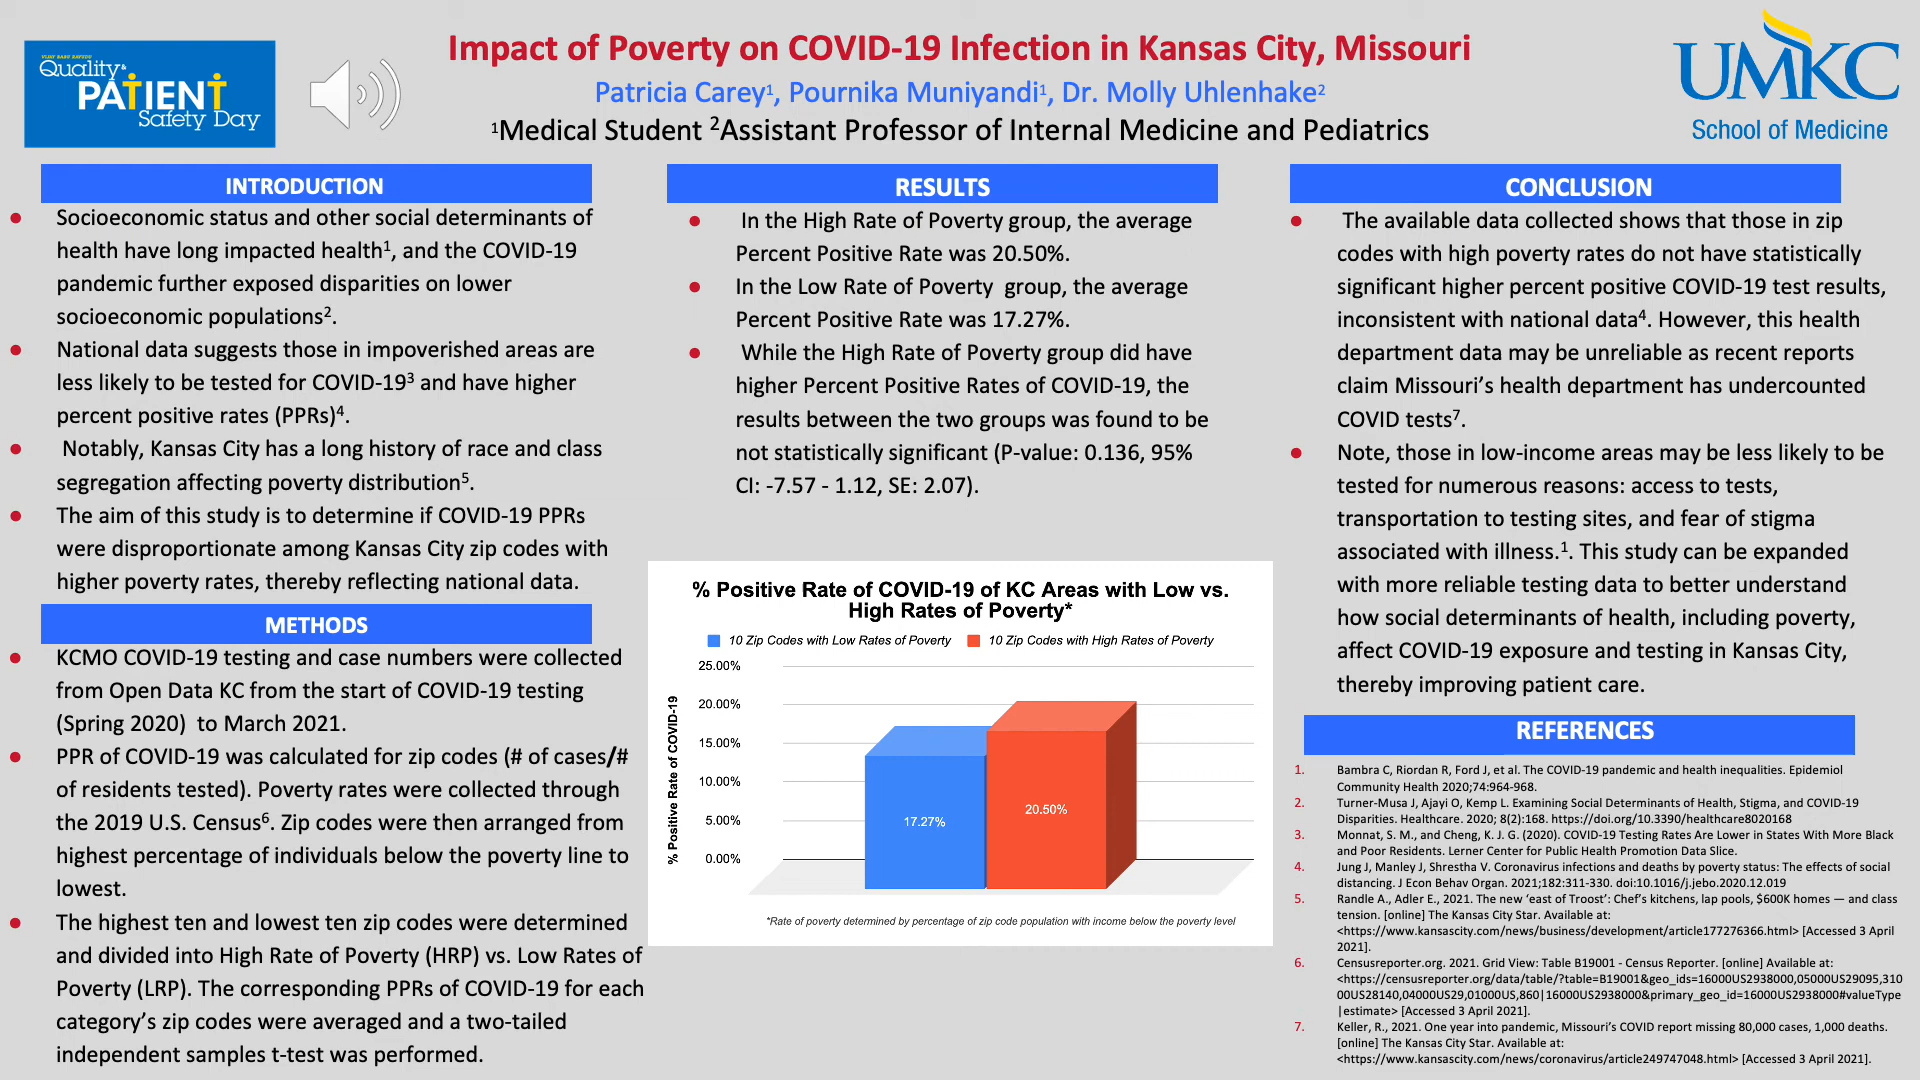 VIJAY BABU RAYUDU
Quality &
PATIENT
Safety Day
Impact of Poverty on COVID-19 Infection in Kansas City, Missouri
Patricia Carey¹, Pournika Muniyandi¹, Dr. Molly Uhlenhake²
¹Medical Student ²Assistant Professor of Internal Medicine and Pediatrics
UMKC
School of Medicine
INTRODUCTION
● Socioeconomic status and other social determinants of
health have long impacted health¹, and the COVID-19
pandemic further exposed disparities on lower
socioeconomic populations².
● National data suggests those in impoverished areas are
less likely to be tested for COVID-19³ and have higher
percent positive rates (PPRs)⁴.
● Notably, Kansas City has a long history of race and class
segregation affecting poverty distribution⁵.
● The aim of this study is to determine if COVID-19 PPRs
were disproportionate among Kansas City zip codes with
higher poverty rates, thereby reflecting national data.
METHODS
● KCMO COVID-19 testing and case numbers were collected
from Open Data KC from the start of COVID-19 testing
(Spring 2020) to March 2021.
● PPR of COVID-19 was calculated for zip codes (# of cases/#
of residents tested). Poverty rates were collected through
the 2019 U.S. Census⁶. Zip codes were then arranged from
highest percentage of individuals below the poverty line to
lowest.
● The highest ten and lowest ten zip codes were determined
and divided into High Rate of Poverty (HRP) vs. Low Rates of
Poverty (LRP). The corresponding PPRs of COVID-19 for each
category's zip codes were averaged and a two-tailed
independent samples t-test was performed.
RESULTS
● In the High Rate of Poverty group, the average
Percent Positive Rate was 20.50%.
● In the Low Rate of Poverty group, the average
Percent Positive Rate was 17.27%.
● While the High Rate of Poverty group did have
higher Percent Positive Rates of COVID-19, the
results between the two groups was found to be
not statistically significant (P-value: 0.136, 95%
CI: -7.57 - 1.12, SE: 2.07).
% Positive Rate of COVID-19 of KC Areas with Low vs.
High Rates of Poverty*
10 Zip Codes with Low Rates of Poverty
10 Zip Codes with High Rates of Poverty
% Positive Rate of COVID-19
25.00%
20.00%
15.00%
10.00%
5.00%
0.00%
17.27%
20.50%
*Rate of poverty determined by percentage of zip code population with income below the poverty level
CONCLUSION
● The available data collected shows that those in zip
codes with high poverty rates do not have statistically
significant higher percent positive COVID-19 test results,
inconsistent with national data⁴. However, this health
department data may be unreliable as recent reports
claim Missouri's health department has undercounted
COVID tests⁷.
● Note, those in low-income areas may be less likely to be
tested for numerous reasons: access to tests,
transportation to testing sites, and fear of stigma
associated with illness.¹. This study can be expanded
with more reliable testing data to better understand
how social determinants of health, including poverty,
affect COVID-19 exposure and testing in Kansas City,
thereby improving patient care.
REFERENCES
1. Bambra C, Riordan R, Ford J, et al. The COVID-19 pandemic and health inequalities. Epidemiol
Community Health 2020;74:964-968.
2. Turner-Musa J, Ajayi O, Kemp L. Examining Social Determinants of Health, Stigma, and COVID-19
Disparities. Healthcare. 2020; 8(2):168. https://doi.org/10.3390/healthcare8020168
3. Monnat, S. M., and Cheng, K. J. G. (2020). COVID-19 Testing Rates Are Lower in States With More Black
and Poor Residents. Lerner Center for Public Health Promotion Data Slice.
4. Jung J, Manley J, Shrestha V. Coronavirus infections and deaths by poverty status: The effects of social
distancing. J Econ Behav Organ. 2021;182:311-330. doi:10.1016/j.jebo.2020.12.019
5. Randle A., Adler E., 2021. The new 'east of Troost': Chef's kitchens, lap pools, $600K homes — and class
tension. [online] The Kansas City Star. Available at:
<https://www.kansascity.com/news/business/development/article177276366.html> [Accessed 3 April
2021].
6. Censusreporter.org. 2021. Grid View: Table B19001 - Census Reporter. [online] Available at:
<https://censusreporter.org/data/table/?table=B19001&geo_ids=16000US2938000,05000US29095,310
00US28140,04000US29,01000US,860|16000US2938000&primary_geo_id=16000US2938000#valueType
|estimate> [Accessed 3 April 2021].
7. Keller, R., 2021. One year into pandemic, Missouri's COVID report missing 80,000 cases, 1,000 deaths.
[online] The Kansas City Star. Available at:
<https://www.kansascity.com/news/coronavirus/article249747048.html> [Accessed 3 April 2021].